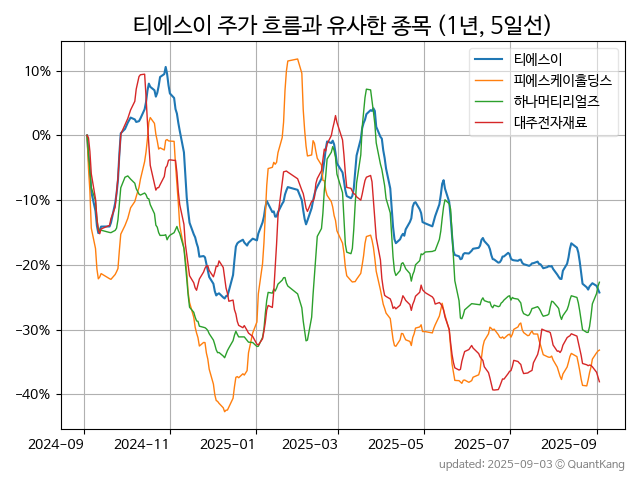 티에스이 주가 흐름과 유사한 종목 (1년, 5일선)
티에스이
피에스케이홀딩스
하나머티리얼즈
대주전자재료
10%
0%
−10%
−20%
−30%
−40%
2024-09 2024-11 2025-01 2025-03 2025-05 2025-07 2025-09
updated: 2025-09-03 © QuantKang